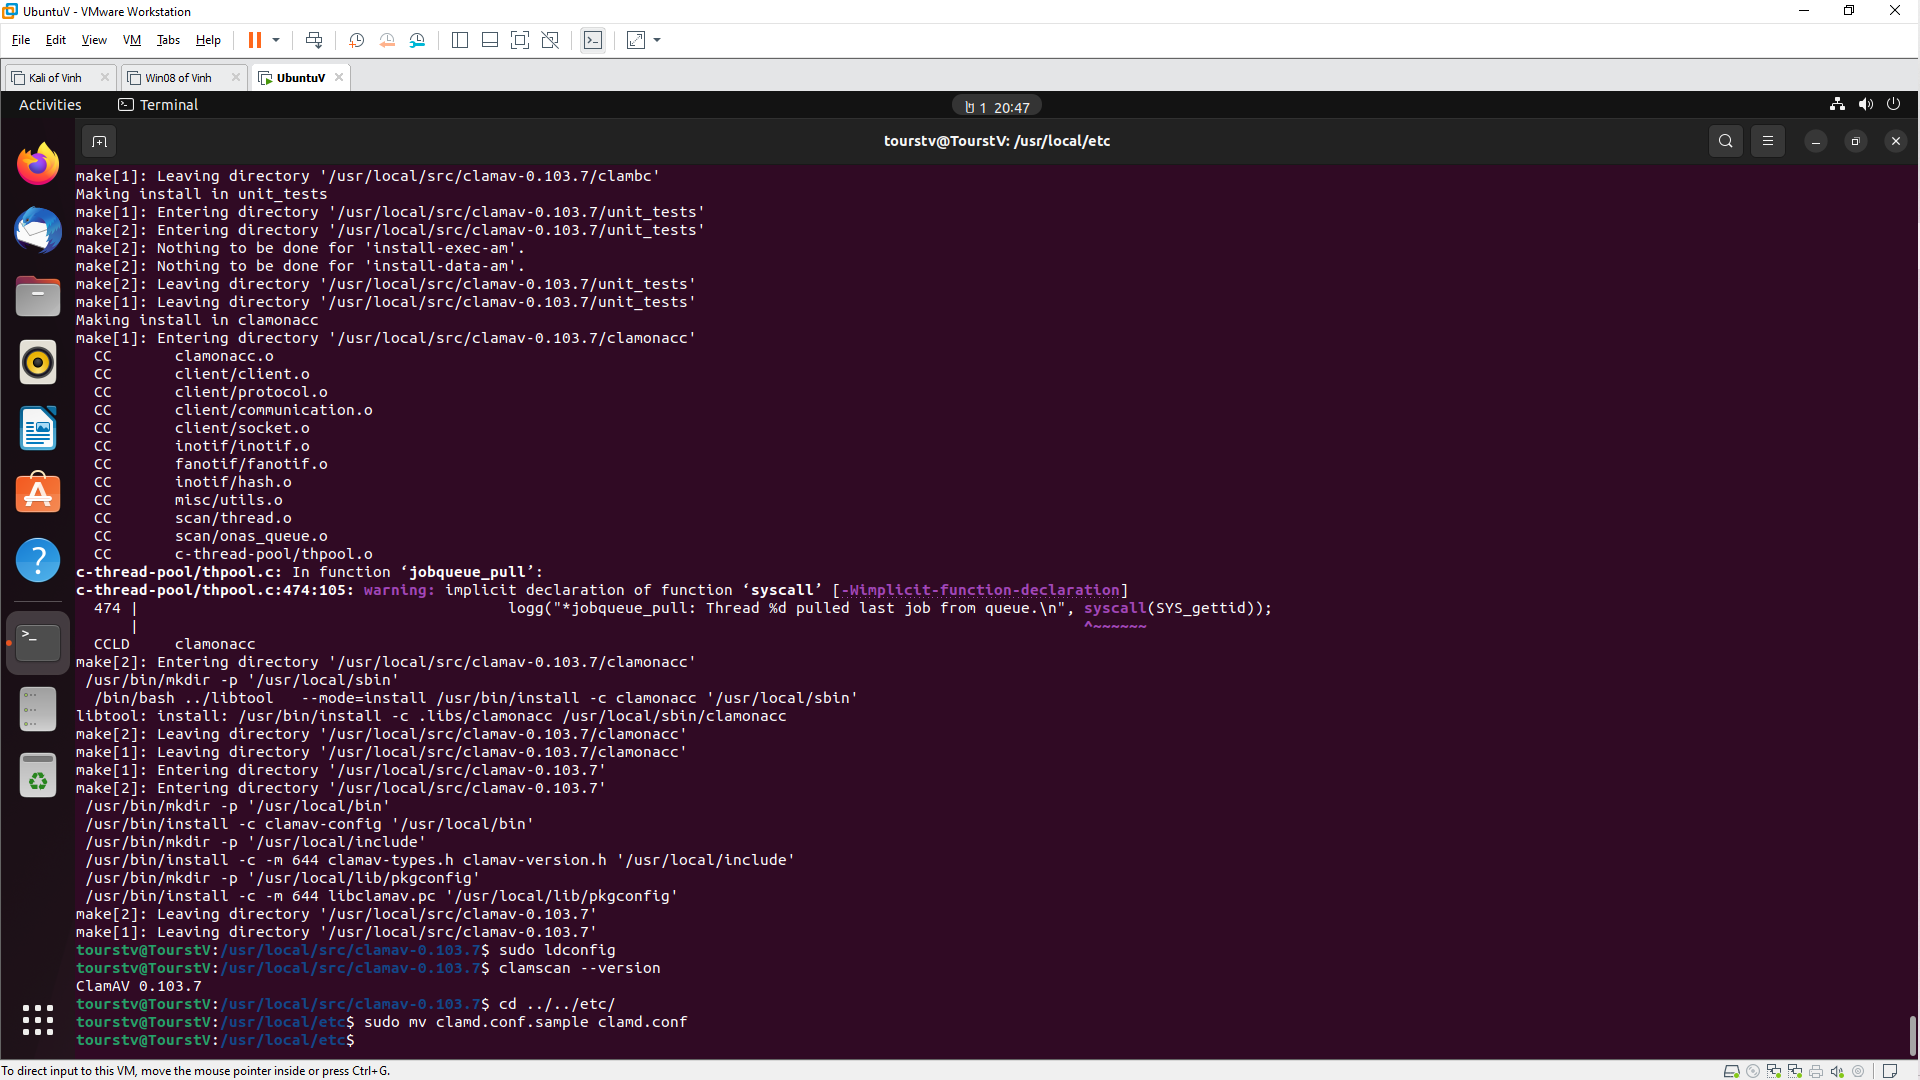 UbuntuV - VMware Workstation
File Edit View VM Tabs Help
Kali of Vinh Win08 of Vinh UbuntuV
Activities Terminal 1 20:47
tourstv@TourstV: /usr/local/etc
make[1]: Leaving directory '/usr/local/src/clamav-0.103.7/clambc'
Making install in unit_tests
make[1]: Entering directory '/usr/local/src/clamav-0.103.7/unit_tests'
make[2]: Entering directory '/usr/local/src/clamav-0.103.7/unit_tests'
make[2]: Nothing to be done for 'install-exec-am'.
make[2]: Nothing to be done for 'install-data-am'.
make[2]: Leaving directory '/usr/local/src/clamav-0.103.7/unit_tests'
make[1]: Leaving directory '/usr/local/src/clamav-0.103.7/unit_tests'
Making install in clamonacc
make[1]: Entering directory '/usr/local/src/clamav-0.103.7/clamonacc'
CC clamonacc.o
CC client/client.o
CC client/protocol.o
CC client/communication.o
CC client/socket.o
CC inotif/inotif.o
CC fanotif/fanotif.o
CC inotif/hash.o
CC misc/utils.o
CC scan/thread.o
CC scan/onas_queue.o
CC c-thread-pool/thpool.o
c-thread-pool/thpool.c: In function ‘jobqueue_pull’:
c-thread-pool/thpool.c:474:105: warning: implicit declaration of function ‘syscall’ [-Wimplicit-function-declaration]
474 | logg("*jobqueue_pull: Thread %d pulled last job from queue.\n", syscall(SYS_gettid));
| ^~~~~~~
CCLD clamonacc
make[2]: Entering directory '/usr/local/src/clamav-0.103.7/clamonacc'
/usr/bin/mkdir -p '/usr/local/sbin'
/bin/bash ../libtool --mode=install /usr/bin/install -c clamonacc '/usr/local/sbin'
libtool: install: /usr/bin/install -c .libs/clamonacc /usr/local/sbin/clamonacc
make[2]: Leaving directory '/usr/local/src/clamav-0.103.7/clamonacc'
make[1]: Leaving directory '/usr/local/src/clamav-0.103.7/clamonacc'
make[1]: Entering directory '/usr/local/src/clamav-0.103.7'
make[2]: Entering directory '/usr/local/src/clamav-0.103.7'
/usr/bin/mkdir -p '/usr/local/bin'
/usr/bin/install -c clamav-config '/usr/local/bin'
/usr/bin/mkdir -p '/usr/local/include'
/usr/bin/install -c -m 644 clamav-types.h clamav-version.h '/usr/local/include'
/usr/bin/mkdir -p '/usr/local/lib/pkgconfig'
/usr/bin/install -c -m 644 libclamav.pc '/usr/local/lib/pkgconfig'
make[2]: Leaving directory '/usr/local/src/clamav-0.103.7'
make[1]: Leaving directory '/usr/local/src/clamav-0.103.7'
tourstv@TourstV:/usr/local/src/clamav-0.103.7$ sudo ldconfig
tourstv@TourstV:/usr/local/src/clamav-0.103.7$ clamscan --version
ClamAV 0.103.7
tourstv@TourstV:/usr/local/src/clamav-0.103.7$ cd ../../etc/
tourstv@TourstV:/usr/local/etc$ sudo mv clamd.conf.sample clamd.conf
tourstv@TourstV:/usr/local/etc$
To direct input to this VM, move the mouse pointer inside or press Ctrl+G.